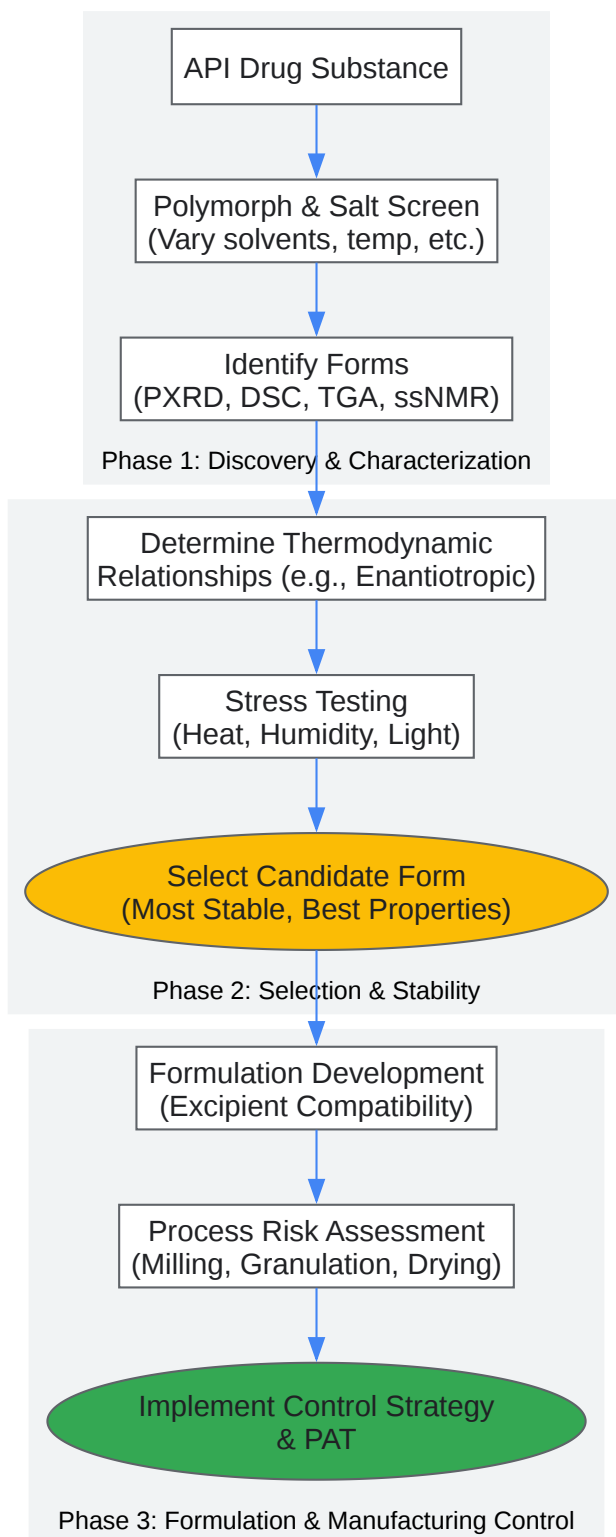 API Drug Substance
Polymorph & Salt Screen
(Vary solvents, temp, etc.)
Identify Forms
(PXRD, DSC, TGA, ssNMR)
Phase 1: Discovery & Characterization
Determine Thermodynamic
Relationships (e.g., Enantiotropic)
Stress Testing
(Heat, Humidity, Light)
Select Candidate Form
(Most Stable, Best Properties)
Phase 2: Selection & Stability
Formulation Development
(Excipient Compatibility)
Process Risk Assessment
(Milling, Granulation, Drying)
Implement Control Strategy
& PAT
Phase 3: Formulation & Manufacturing Control